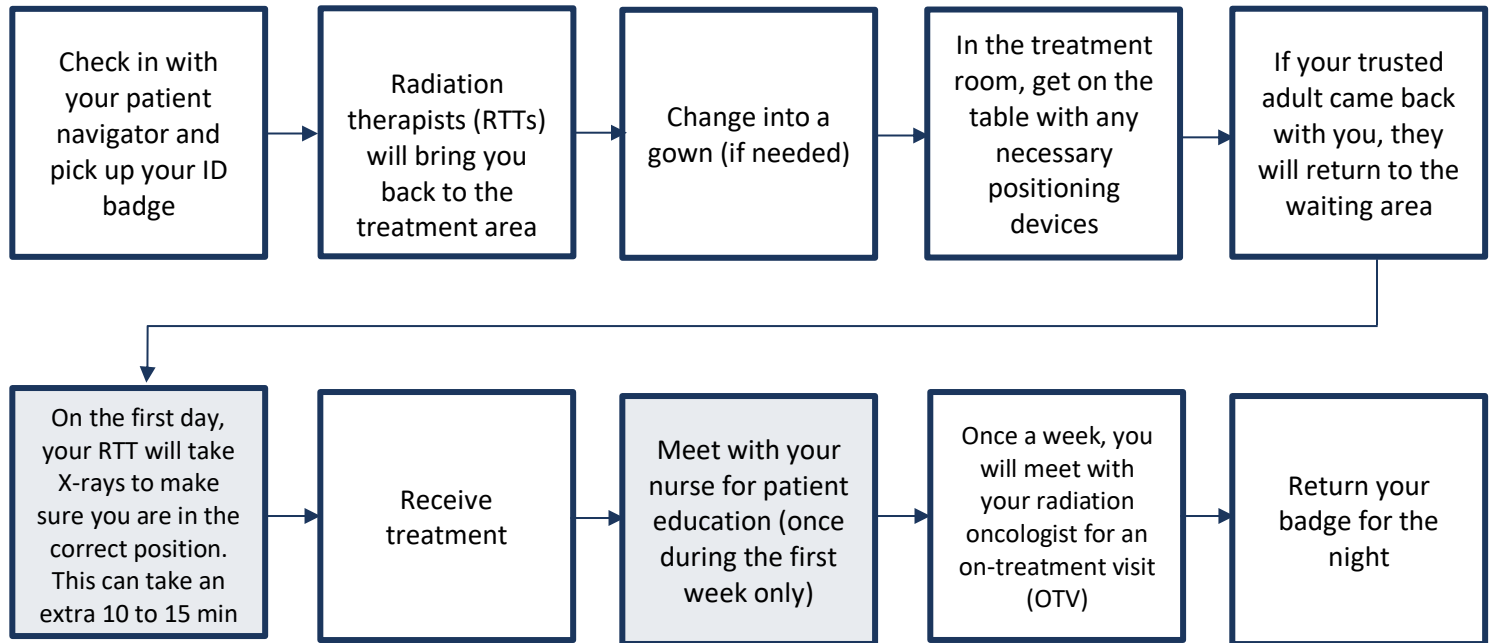 Check in with
your patient
navigator and
pick up your ID
badge
Radiation
therapists (RTTs)
will bring you
back to the
treatment area
Change into a
gown (if needed)
In the treatment
room, get on the
table with any
necessary
positioning
devices
If your trusted
adult came back
with you, they
will return to the
waiting area
On the first day,
your RTT will take
X-rays to make
sure you are in the
correct position.
This can take an
extra 10 to 15 min
Receive
treatment
Meet with your
nurse for patient
education (once
during the first
week only)
Once a week, you
will meet with
your radiation
oncologist for an
on-treatment visit
(OTV)
Return your
badge for the
night